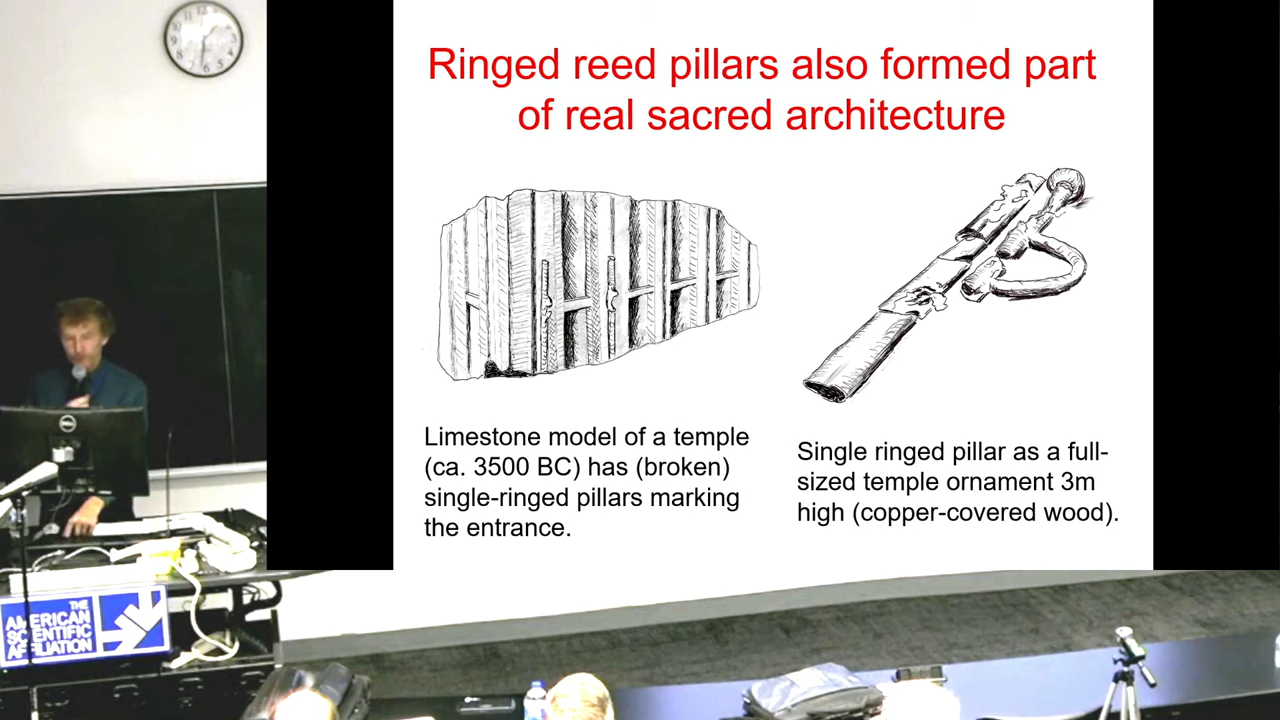 Ringed reed pillars also formed part
of real sacred architecture
Limestone model of a temple
(ca. 3500 BC) has (broken)
single-ringed pillars marking
the entrance.
Single ringed pillar as a full-
sized temple ornament 3m
high (copper-covered wood).
DELL
THE
AMERICAN
SCIENTIFIC
AFFILIATION